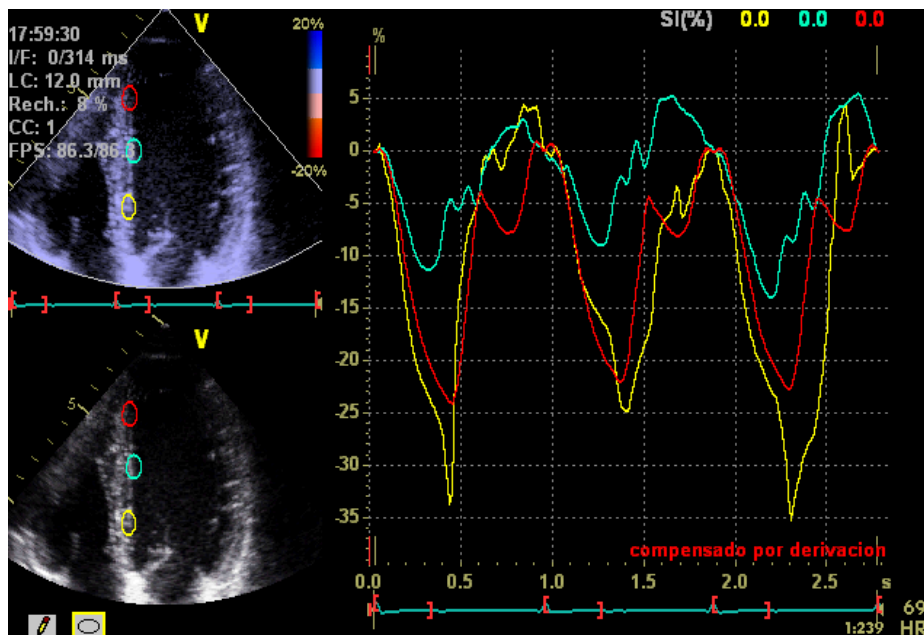 17:59:30
I/F: 0/314 ms
LC: 12.0 mm
Rech.: 8 %
CC: 1
FPS: 86.3/86.3
V
20%
-20%
5
V
5
SI(%) 0.0 0.0 0.0
%
5
0
5
-10
-15
-20
-25
-30
-35
compensado por derivacion
0.0 0.5 1.0 1.5 2.0 2.5 s
69
1:239 HR